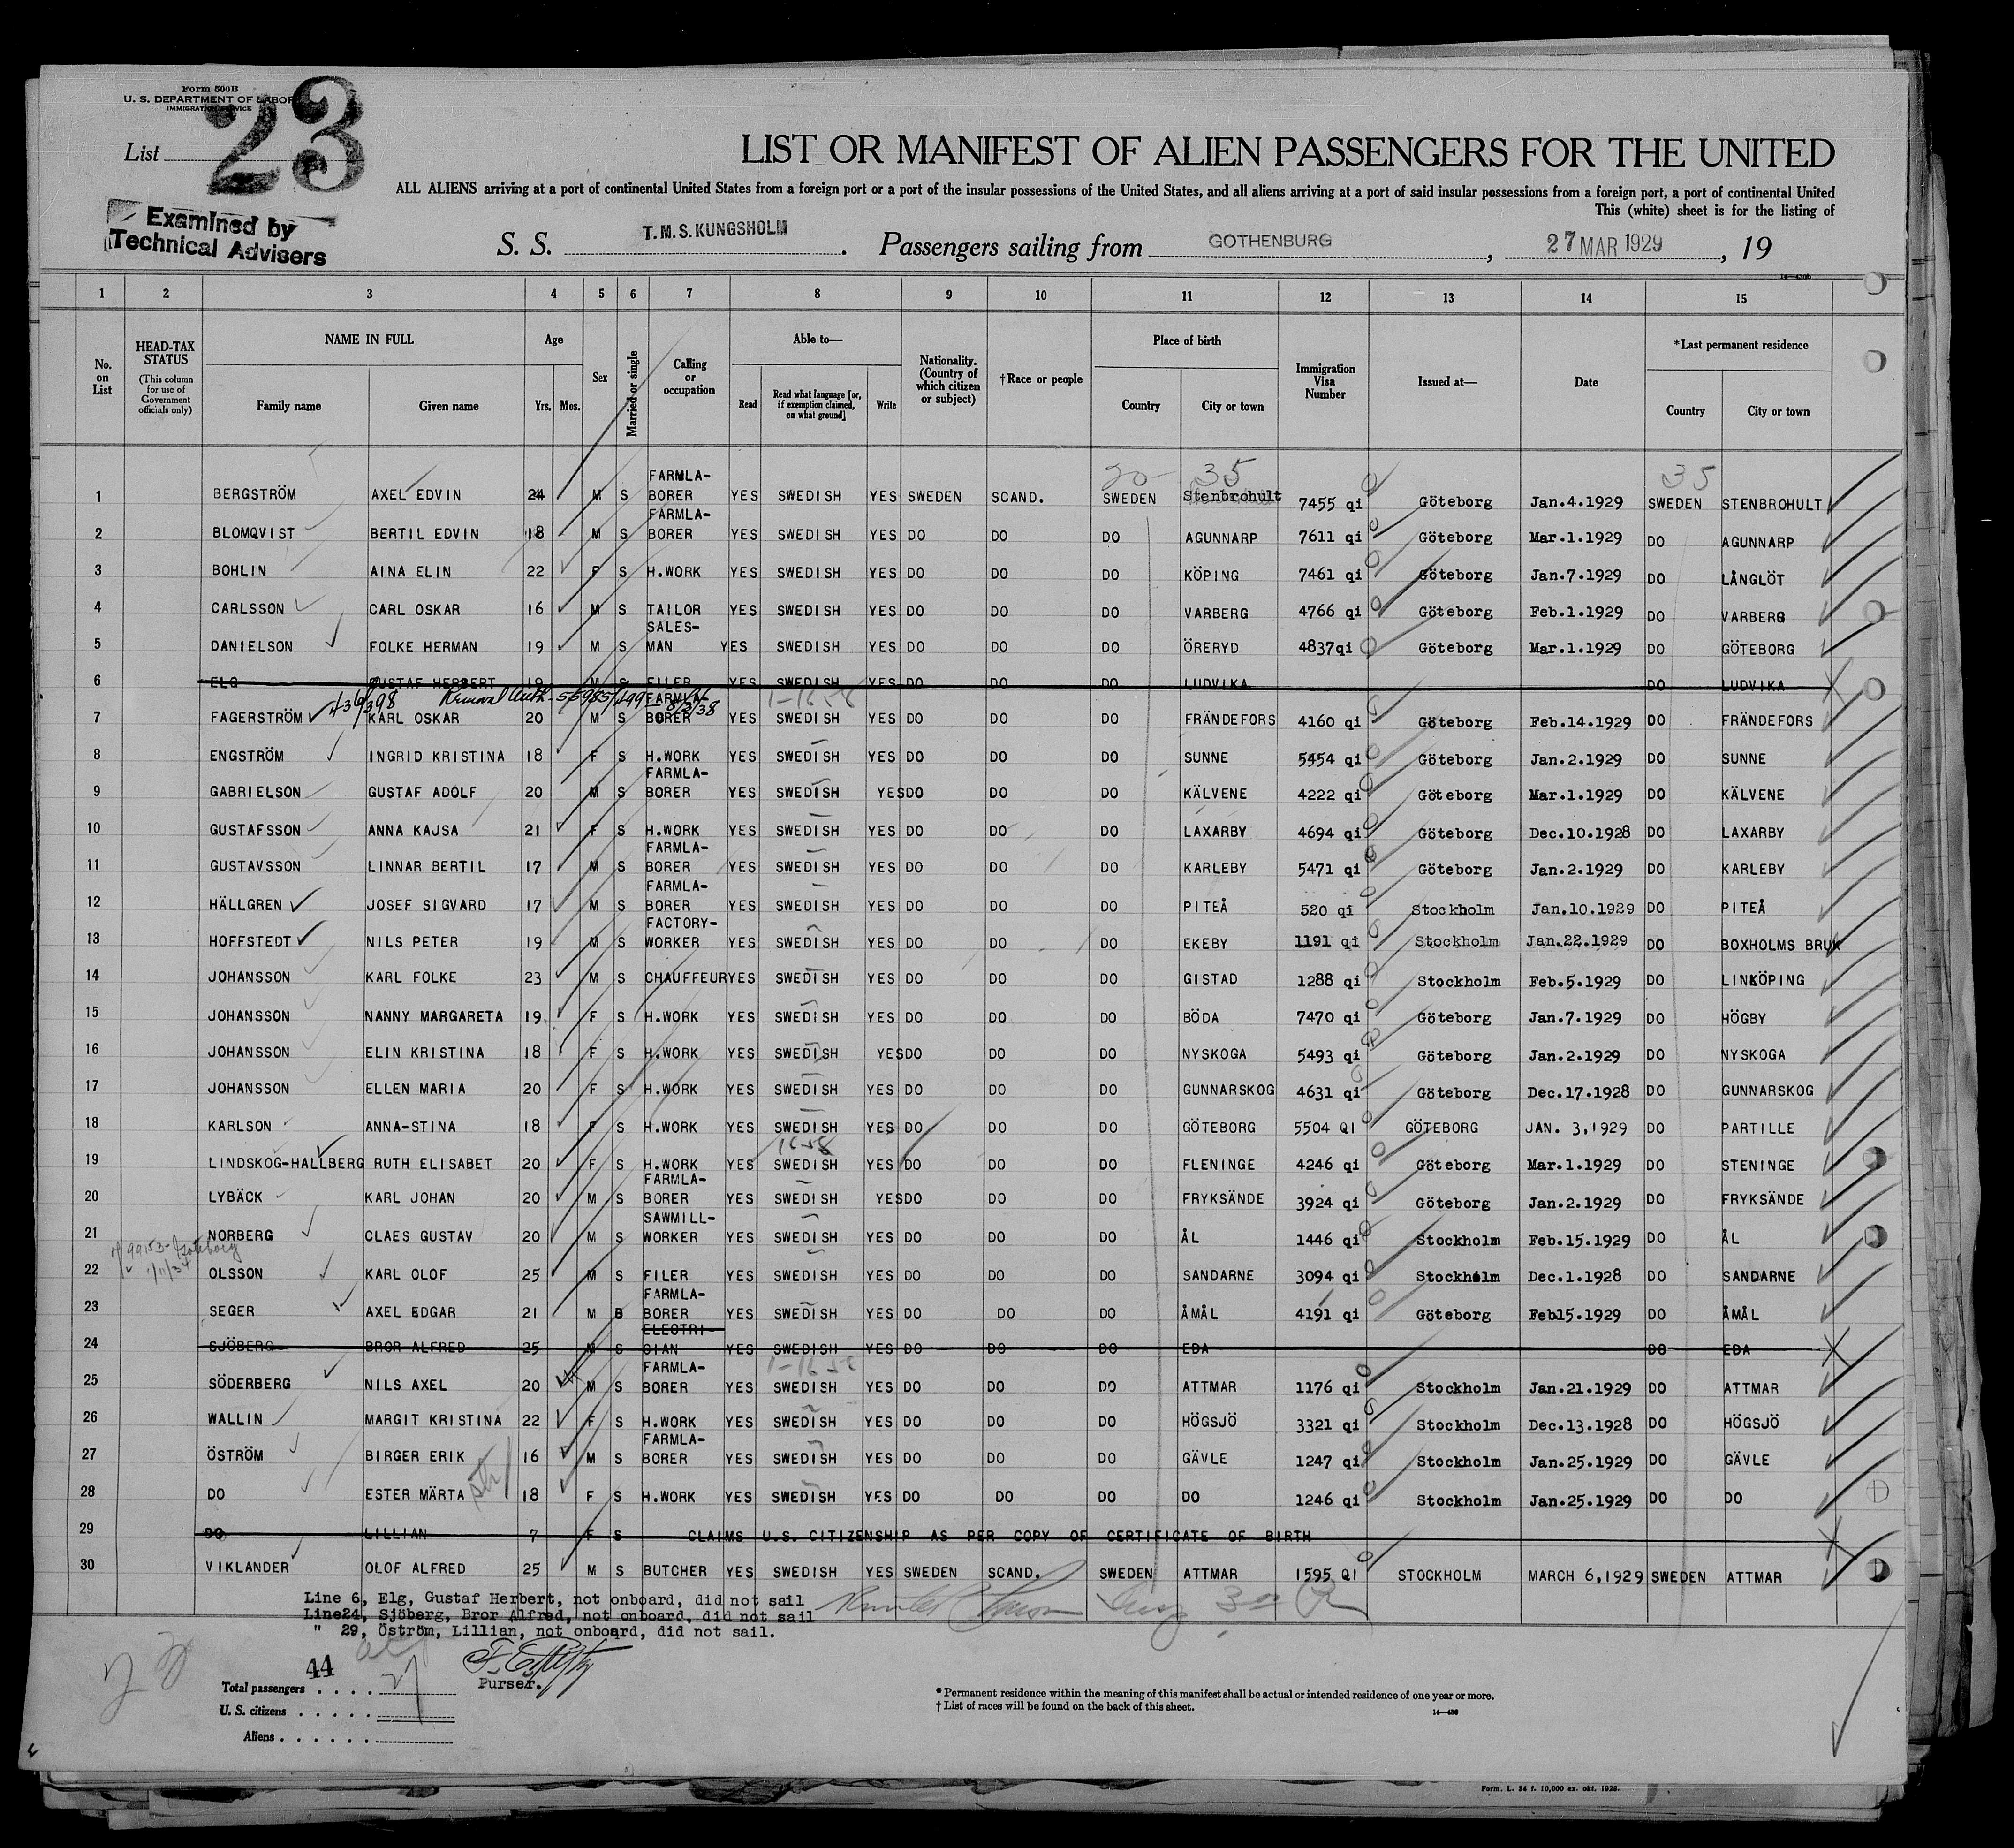 Form 500B
U. S. DEPARTMENT OF LABOR
IMMIGRATION SERVICE
List 23
LIST OR MANIFEST OF ALIEN PASSENGERS FOR THE UNITED
ALL ALIENS arriving at a port of continental United States from a foreign port or a port of the insular possessions of the United States, and all aliens arriving at a port of said insular possessions from a foreign port, a port of continental United
This (white) sheet is for the listing of
Examined by
Technical Advisers
S. S. T.M.S. KUNGSHOLM. Passengers sailing from GOTHENBURG, 27 MAR 1929, 19
1 2 3 4 5 6 7 8 9 10 11 12 13 14 15
No. on List
HEAD-TAX STATUS (This column for use of Government officials only)
NAME IN FULL Family name Given name
Age Yrs. Mos.
Sex
Married or single
Calling or occupation
Able to— Read Read what language [or, if exemption claimed, on what ground] Write
Nationality. (Country of which citizen or subject)
†Race or people
Place of birth Country City or town
Immigration Visa Number
Issued at—
Date
*Last permanent residence Country City or town
20 35 35
1 BERGSTRÖM AXEL EDVIN 24 M S FARMLA-BORER YES SWEDISH YES SWEDEN SCAND. SWEDEN Stenbrohult 7455 qi Göteborg Jan.4.1929 SWEDEN STENBROHULT
2 BLOMQVIST BERTIL EDVIN 18 M S FARMLA-BORER YES SWEDISH YES DO DO DO AGUNNARP 7611 qi Göteborg Mar.1.1929 DO AGUNNARP
3 BOHLIN AINA ELIN 22 F S H.WORK YES SWEDISH YES DO DO DO KÖPING 7461 qi Göteborg Jan.7.1929 DO LÅNGLÖT
4 CARLSSON CARL OSKAR 16 M S TAILOR YES SWEDISH YES DO DO DO VARBERG 4766 qi Göteborg Feb.1.1929 DO VARBERG
5 DANIELSON FOLKE HERMAN 19 M S SALES-MAN YES SWEDISH YES DO DO DO ÖRERYD 4837qi Göteborg Mar.1.1929 DO GÖTEBORG
6 ELG GUSTAF HERBERT 19 M S FILER YES SWEDISH YES DO DO DO LUDVIKA DO LUDVIKA
7 FAGERSTRÖM KARL OSKAR 20 M S FARMLA-BORER YES SWEDISH YES DO DO DO FRÄNDEFORS 4160 qi Göteborg Feb.14.1929 DO FRÄNDEFORS
8 ENGSTRÖM INGRID KRISTINA 18 F S H.WORK YES SWEDISH YES DO DO DO SUNNE 5454 qi Göteborg Jan.2.1929 DO SUNNE
9 GABRIELSON GUSTAF ADOLF 20 M S FARMLA-BORER YES SWEDISH YES DO DO DO KÄLVENE 4222 qi Göteborg Mar.1.1929 DO KÄLVENE
10 GUSTAFSSON ANNA KAJSA 21 F S H.WORK YES SWEDISH YES DO DO DO LAXARBY 4694 qi Göteborg Dec.10.1928 DO LAXARBY
11 GUSTAVSSON LINNAR BERTIL 17 M S FARMLA-BORER YES SWEDISH YES DO DO DO KARLEBY 5471 qi Göteborg Jan.2.1929 DO KARLEBY
12 HÄLLGREN JOSEF SIGVARD 17 M S FARMLA-BORER YES SWEDISH YES DO DO DO PITEÅ 520 qi Stockholm Jan.10.1929 DO PITEÅ
13 HOFFSTEDT NILS PETER 19 M S FACTORY-WORKER YES SWEDISH YES DO DO DO EKEBY 1191 qi Stockholm Jan.22.1929 DO BOXHOLMS BRUK
14 JOHANSSON KARL FOLKE 23 M S CHAUFFEUR YES SWEDISH YES DO DO DO GISTAD 1288 qi Stockholm Feb.5.1929 DO LINKÖPING
15 JOHANSSON NANNY MARGARETA 19 F S H.WORK YES SWEDISH YES DO DO DO BÖDA 7470 qi Göteborg Jan.7.1929 DO HÖGBY
16 JOHANSSON ELIN KRISTINA 18 F S H.WORK YES SWEDISH YES DO DO DO NYSKOGA 5493 qi Göteborg Jan.2.1929 DO NYSKOGA
17 JOHANSSON ELLEN MARIA 20 F S H.WORK YES SWEDISH YES DO DO DO GUNNARSKOG 4631 qi Göteborg Dec.17.1928 DO GUNNARSKOG
18 KARLSON ANNA-STINA 18 F S H.WORK YES SWEDISH YES DO DO DO GÖTEBORG 5504 QI GÖTEBORG JAN. 3,1929 DO PARTILLE
19 LINDSKOG-HALLBERG RUTH ELISABET 20 F S H.WORK YES SWEDISH YES DO DO DO FLENINGE 4246 qi Göteborg Mar.1.1929 DO STENINGE
20 LYBÄCK KARL JOHAN 20 M S FARMLA-BORER YES SWEDISH YES DO DO DO FRYKSÄNDE 3924 qi Göteborg Jan.2.1929 DO FRYKSÄNDE
21 NORBERG CLAES GUSTAV 20 M S SAWMILL-WORKER YES SWEDISH YES DO DO DO ÅL 1446 qi Stockholm Feb.15.1929 DO ÅL
22 OLSSON KARL OLOF 25 M S FILER YES SWEDISH YES DO DO DO SANDARNE 3094 qi Stockholm Dec.1.1928 DO SANDARNE
23 SEGER AXEL EDGAR 21 M S FARMLA-BORER YES SWEDISH YES DO DO DO ÅMÅL 4191 qi Göteborg Feb15.1929 DO ÅMÅL
24 SJÖBERG BROR ALFRED 25 M S ELECTRI-CIAN YES SWEDISH YES DO DO DO EDA DO EDA
25 SÖDERBERG NILS AXEL 20 M S FARMLA-BORER YES SWEDISH YES DO DO DO ATTMAR 1176 qi Stockholm Jan.21.1929 DO ATTMAR
26 WALLIN MARGIT KRISTINA 22 F S H.WORK YES SWEDISH YES DO DO DO HÖGSJÖ 3321 qi Stockholm Dec.13.1928 DO HÖGSJÖ
27 ÖSTRÖM BIRGER ERIK 16 M S FARMLA-BORER YES SWEDISH YES DO DO DO GÄVLE 1247 qi Stockholm Jan.25.1929 DO GÄVLE
28 DO ESTER MÄRTA 18 F S H.WORK YES SWEDISH YES DO DO DO DO 1246 qi Stockholm Jan.25.1929 DO DO
29 DO LILLIAN 7 F S CLAIMS U.S. CITIZENSHIP AS PER COPY OF CERTIFICATE OF BIRTH
30 VIKLANDER OLOF ALFRED 25 M S BUTCHER YES SWEDISH YES SWEDEN SCAND. SWEDEN ATTMAR 1595 QI STOCKHOLM MARCH 6,1929 SWEDEN ATTMAR
Line 6, Elg, Gustaf Herbert, not onboard, did not sail
Line24, Sjöberg, Bror Alfred, not onboard, did not sail
" 29, Öström, Lillian, not onboard, did not sail.
44
Purser.
Total passengers . . . . 27
U. S. citizens . . . . .
Aliens . . . . . .
* Permanent residence within the meaning of this manifest shall be actual or intended residence of one year or more.
† List of races will be found on the back of this sheet.
Form. L. 24 f. 10,000 ex. okt. 1928.